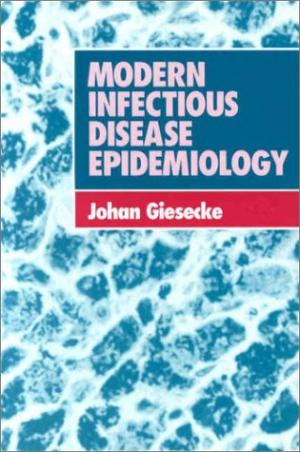 MODERN
INFECTIOUS
DISEASE
EPIDEMIOLOGY
Johan Giesecke